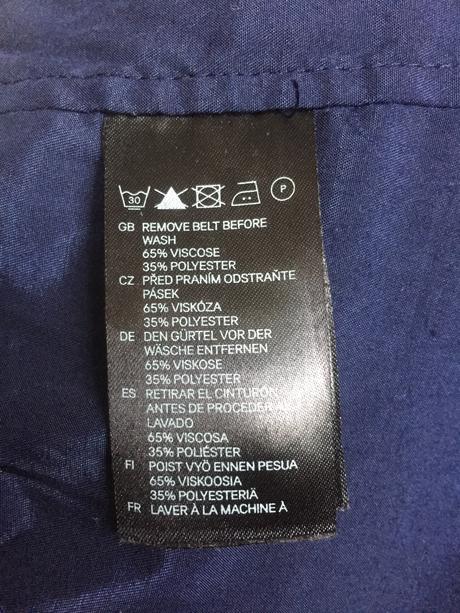 30 P
GB REMOVE BELT BEFORE
WASH
65% VISCOSE
35% POLYESTER
CZ PŘED PRANÍM ODSTRAŇTE
PÁSEK
65% VISKÓZA
35% POLYESTER
DE DEN GÜRTEL VOR DER
WÄSCHE ENTFERNEN
65% VISKOSE
35% POLYESTER
ES RETIRAR EL CINTURÓN
ANTES DE PROCEDER AL
LAVADO
65% VISCOSA
35% POLIÉSTER
FI POIST VYÖ ENNEN PESUA
65% VISKOOSIA
35% POLYESTERIÄ
FR LAVER À LA MACHINE À